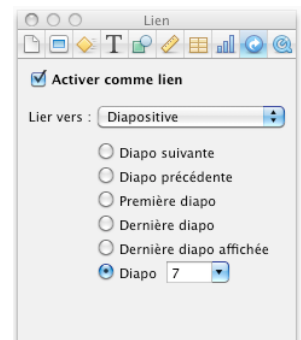 Lien
T
Activer comme lien
Lier vers : Diapositive
Diapo suivante
Diapo précédente
Première diapo
Dernière diapo
Dernière diapo affichée
Diapo 7